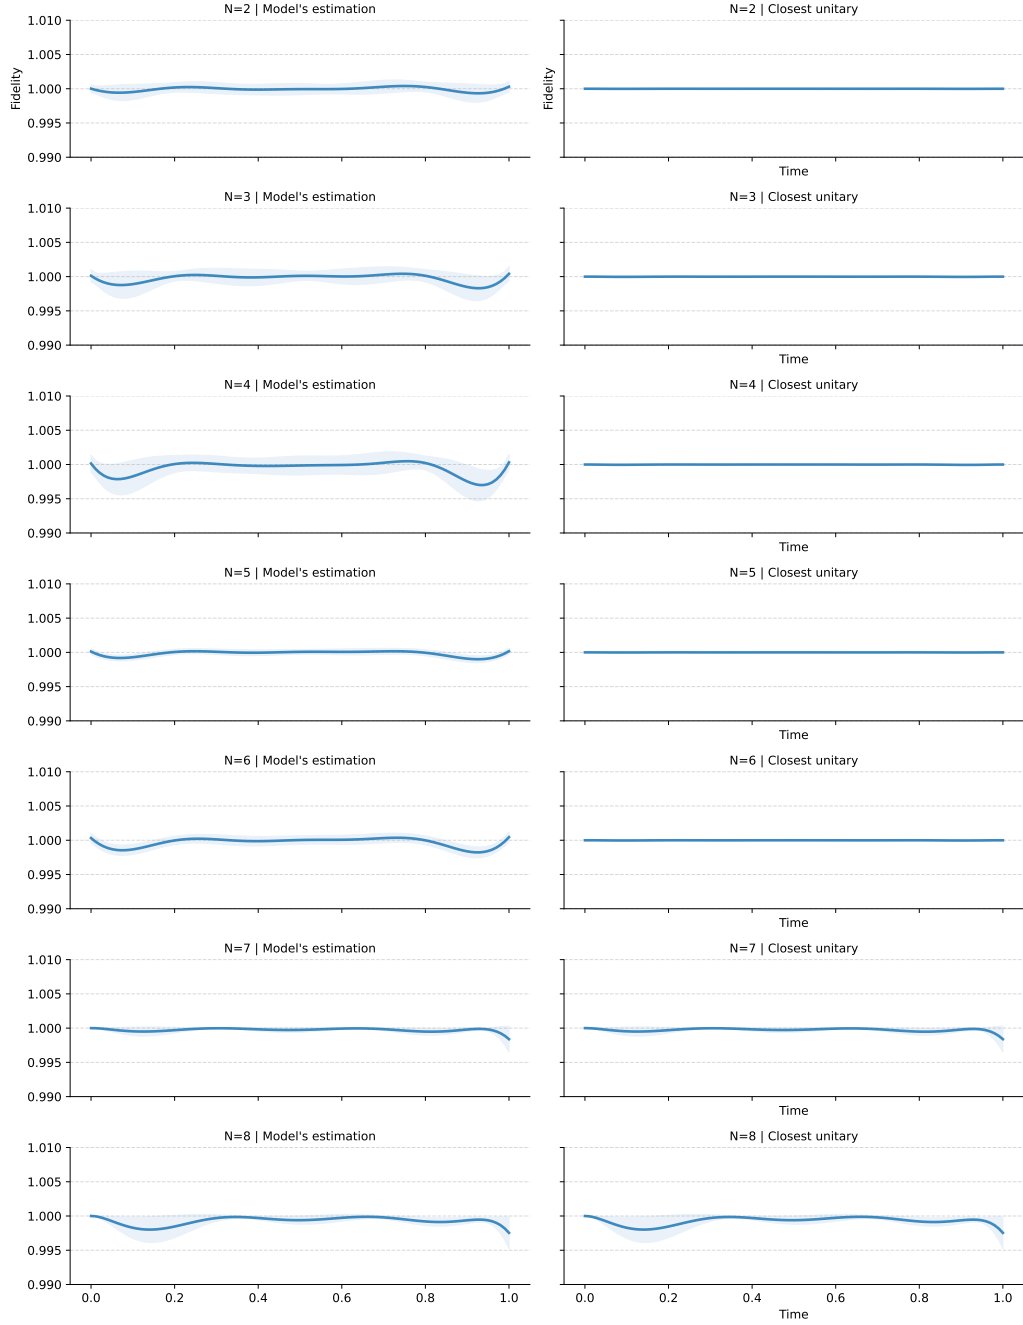 N=2 | Model's estimation
N=2 | Closest unitary
1.010
1.005
1.000
0.995
0.990
Fidelity
Fidelity
Time
N=3 | Model's estimation
N=3 | Closest unitary
1.010
1.005
1.000
0.995
0.990
Time
N=4 | Model's estimation
N=4 | Closest unitary
1.010
1.005
1.000
0.995
0.990
Time
N=5 | Model's estimation
N=5 | Closest unitary
1.010
1.005
1.000
0.995
0.990
Time
N=6 | Model's estimation
N=6 | Closest unitary
1.010
1.005
1.000
0.995
0.990
Time
N=7 | Model's estimation
N=7 | Closest unitary
1.010
1.005
1.000
0.995
0.990
Time
N=8 | Model's estimation
N=8 | Closest unitary
1.010
1.005
1.000
0.995
0.990
0.0 0.2 0.4 0.6 0.8 1.0
0.0 0.2 0.4 0.6 0.8 1.0
Time